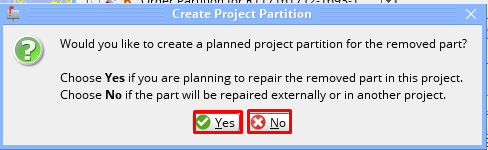 Create Project Partition
Would you like to create a planned project partition for the removed part?
Choose Yes if you are planning to repair the removed part in this project.
Choose No if the part will be repaired externally or in another project.
Yes No